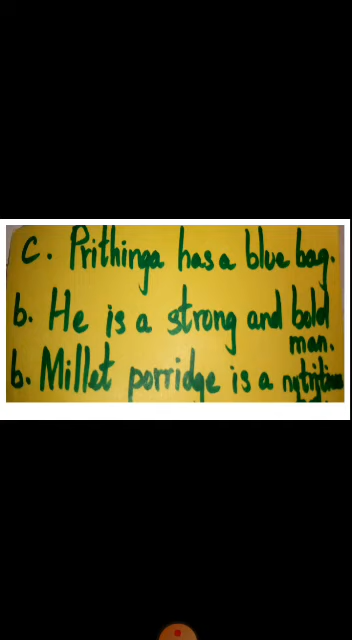 C. Prithinga has a blue bag.
b. He is a strong and bold
man.
b. Millet porridge is a